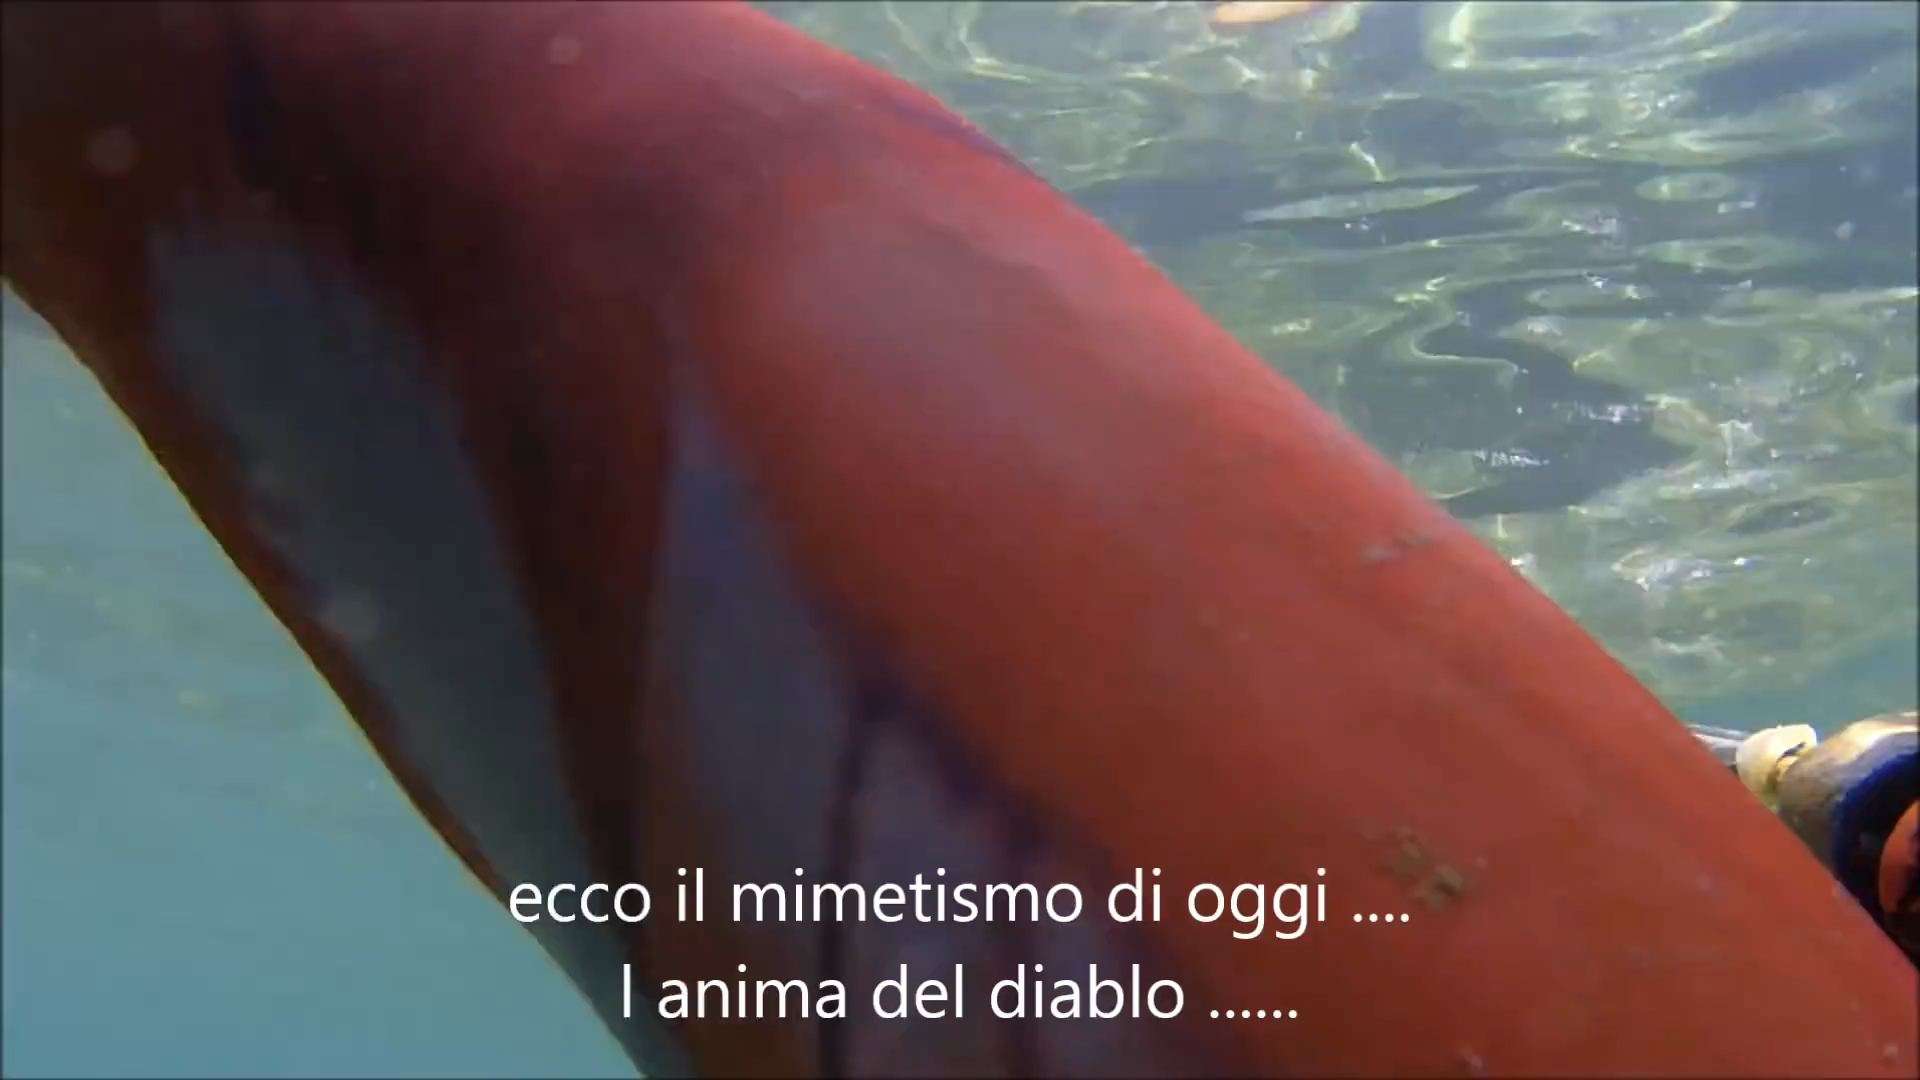 ecco il mimetismo di oggi ....
l anima del diablo ......